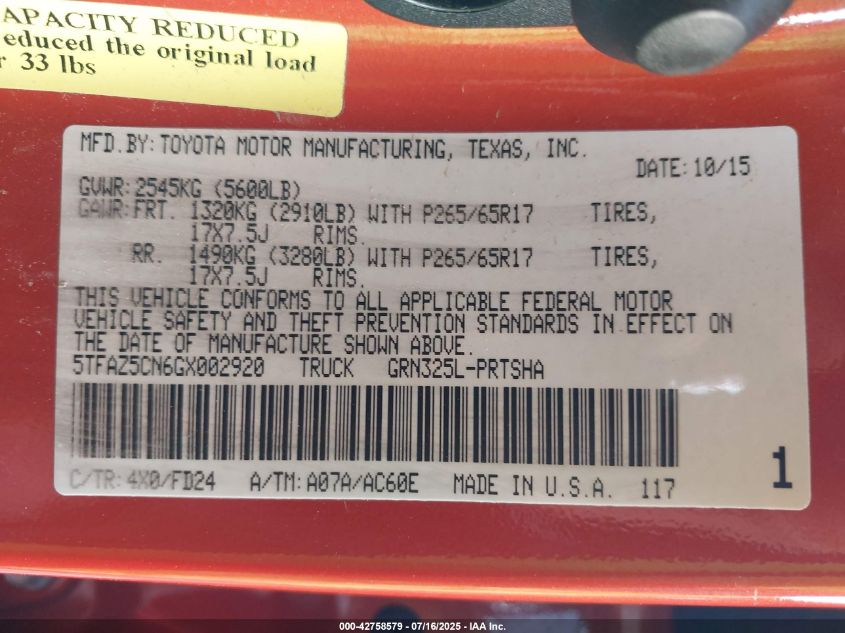 APACITY REDUCED
educed the original load
r 33 lbs
MFD.BY: TOYOTA MOTOR MANUFACTURING, TEXAS, INC.
DATE: 10/15
GVWR: 2545KG (5600LB)
GAWR: FRT. 1320KG (2910LB) WITH P265/65R17 TIRES,
17X7.5J RIMS.
RR. 1490KG (3280LB) WITH P265/65R17 TIRES,
17X7.5J RIMS.
THIS VEHICLE CONFORMS TO ALL APPLICABLE FEDERAL MOTOR
VEHICLE SAFETY AND THEFT PREVENTION STANDARDS IN EFFECT ON
THE DATE OF MANUFACTURE SHOWN ABOVE.
5TFAZ5CN6GX002920 TRUCK GRN325L-PRTSHA
C/TR: 4X0/FD24 A/TM: A07A/AC60E MADE IN U.S.A. 117
1
000-42758579 - 07/16/2025 - IAA Inc.